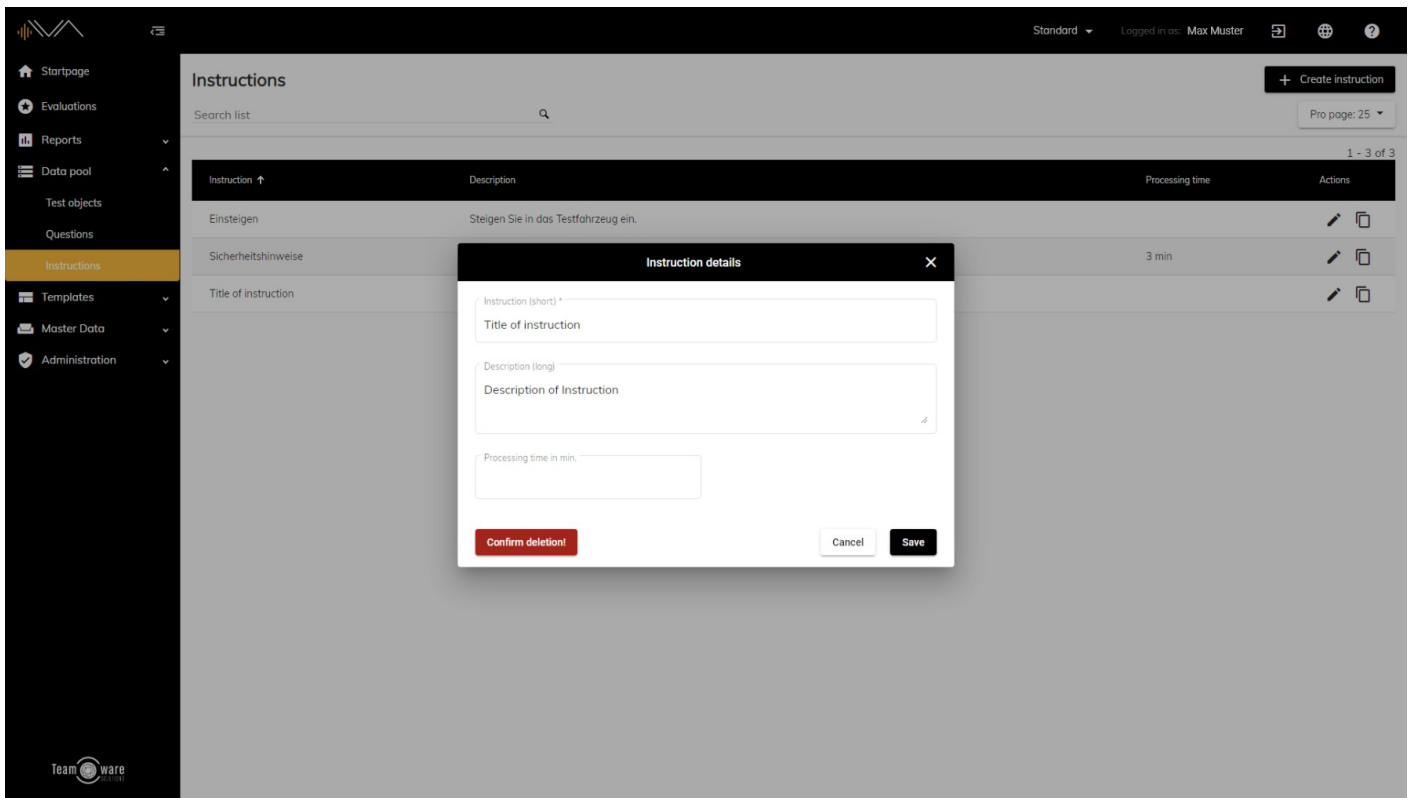 Standard Logged in as: Max Muster
Startpage
Evaluations
Reports
Data pool
Test objects
Questions
Instructions
Templates
Master Data
Administration
Team ware
SOLUTIONS
Instructions
Create instruction
Search list
Pro page: 25
1 - 3 of 3
Instruction Description Processing time Actions
Einsteigen Steigen Sie in das Testfahrzeug ein.
Sicherheitshinweise 3 min
Title of instruction
Instruction details
Instruction (short) *
Title of instruction
Description (long)
Description of Instruction
Processing time in min.
Confirm deletion! Cancel Save